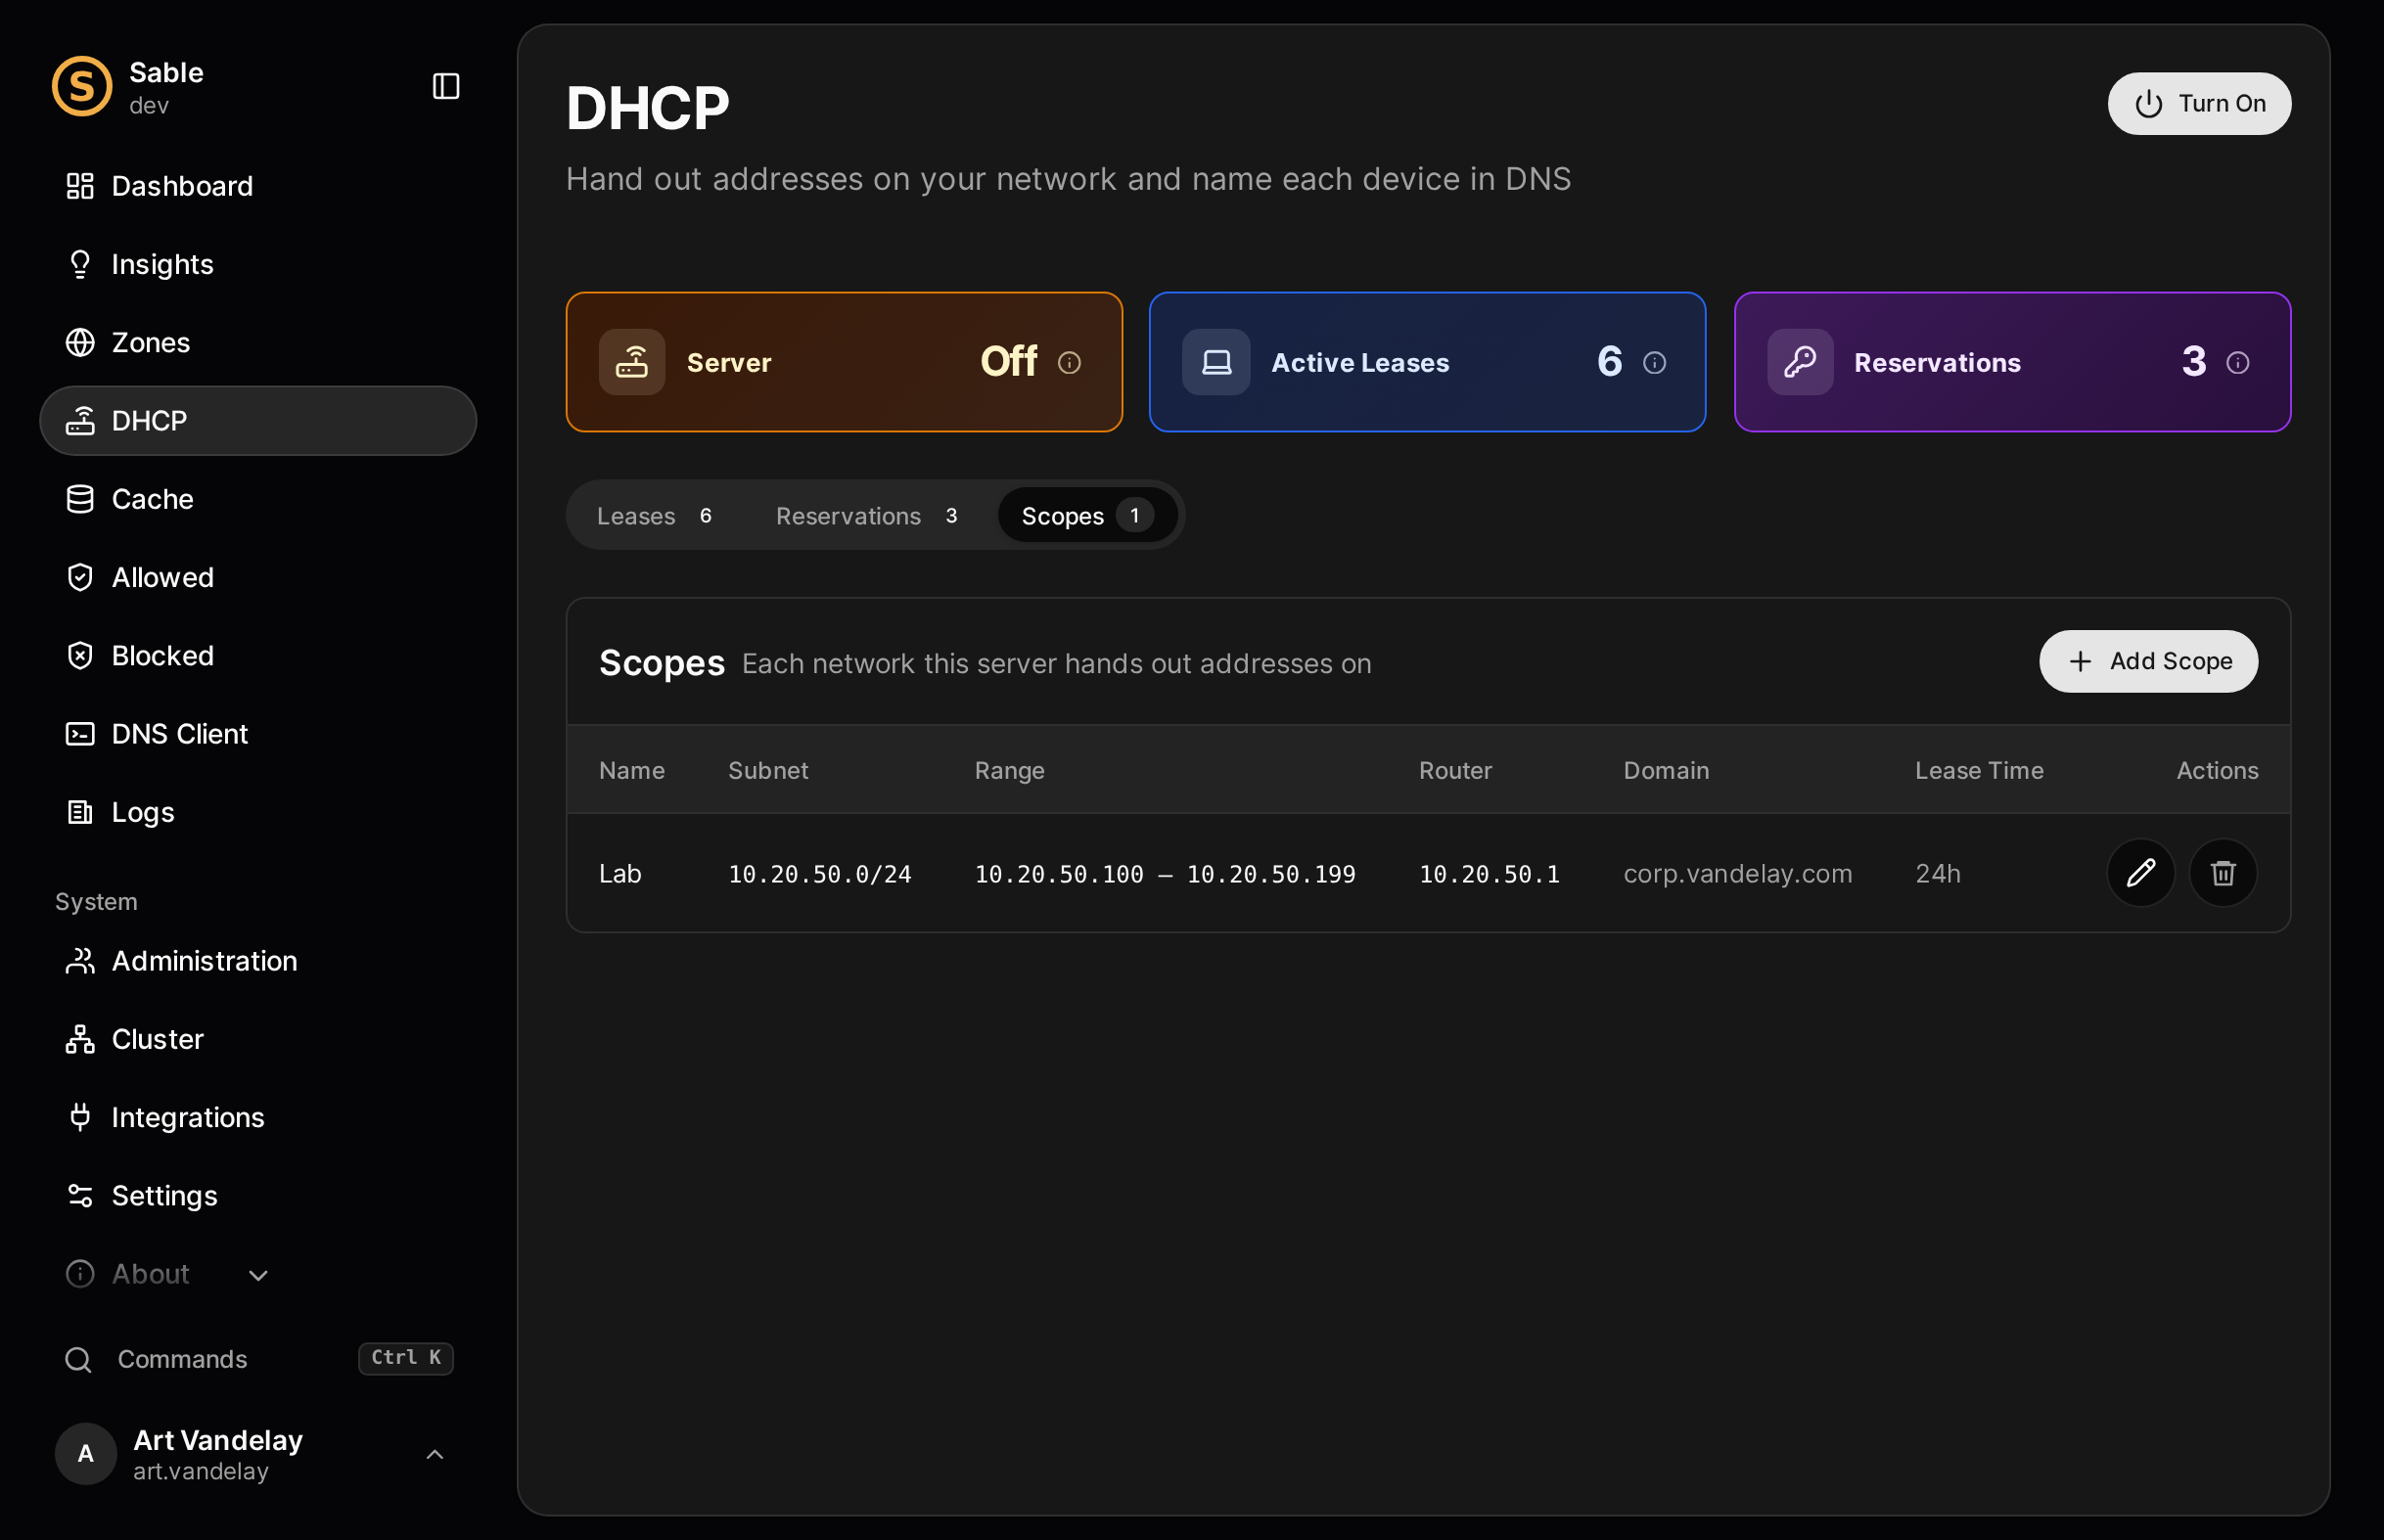 S
Sable
dev
Dashboard
Insights
Zones
DHCP
Cache
Allowed
Blocked
DNS Client
Logs
System
Administration
Cluster
Integrations
Settings
About
Commands
Ctrl K
A
Art Vandelay
art.vandelay
DHCP
Turn On
Hand out addresses on your network and name each device in DNS
Server Off
Active Leases 6
Reservations 3
Leases 6 Reservations 3 Scopes 1
Scopes Each network this server hands out addresses on
Add Scope
Name Subnet Range Router Domain Lease Time Actions
Lab 10.20.50.0/24 10.20.50.100 – 10.20.50.199 10.20.50.1 corp.vandelay.com 24h